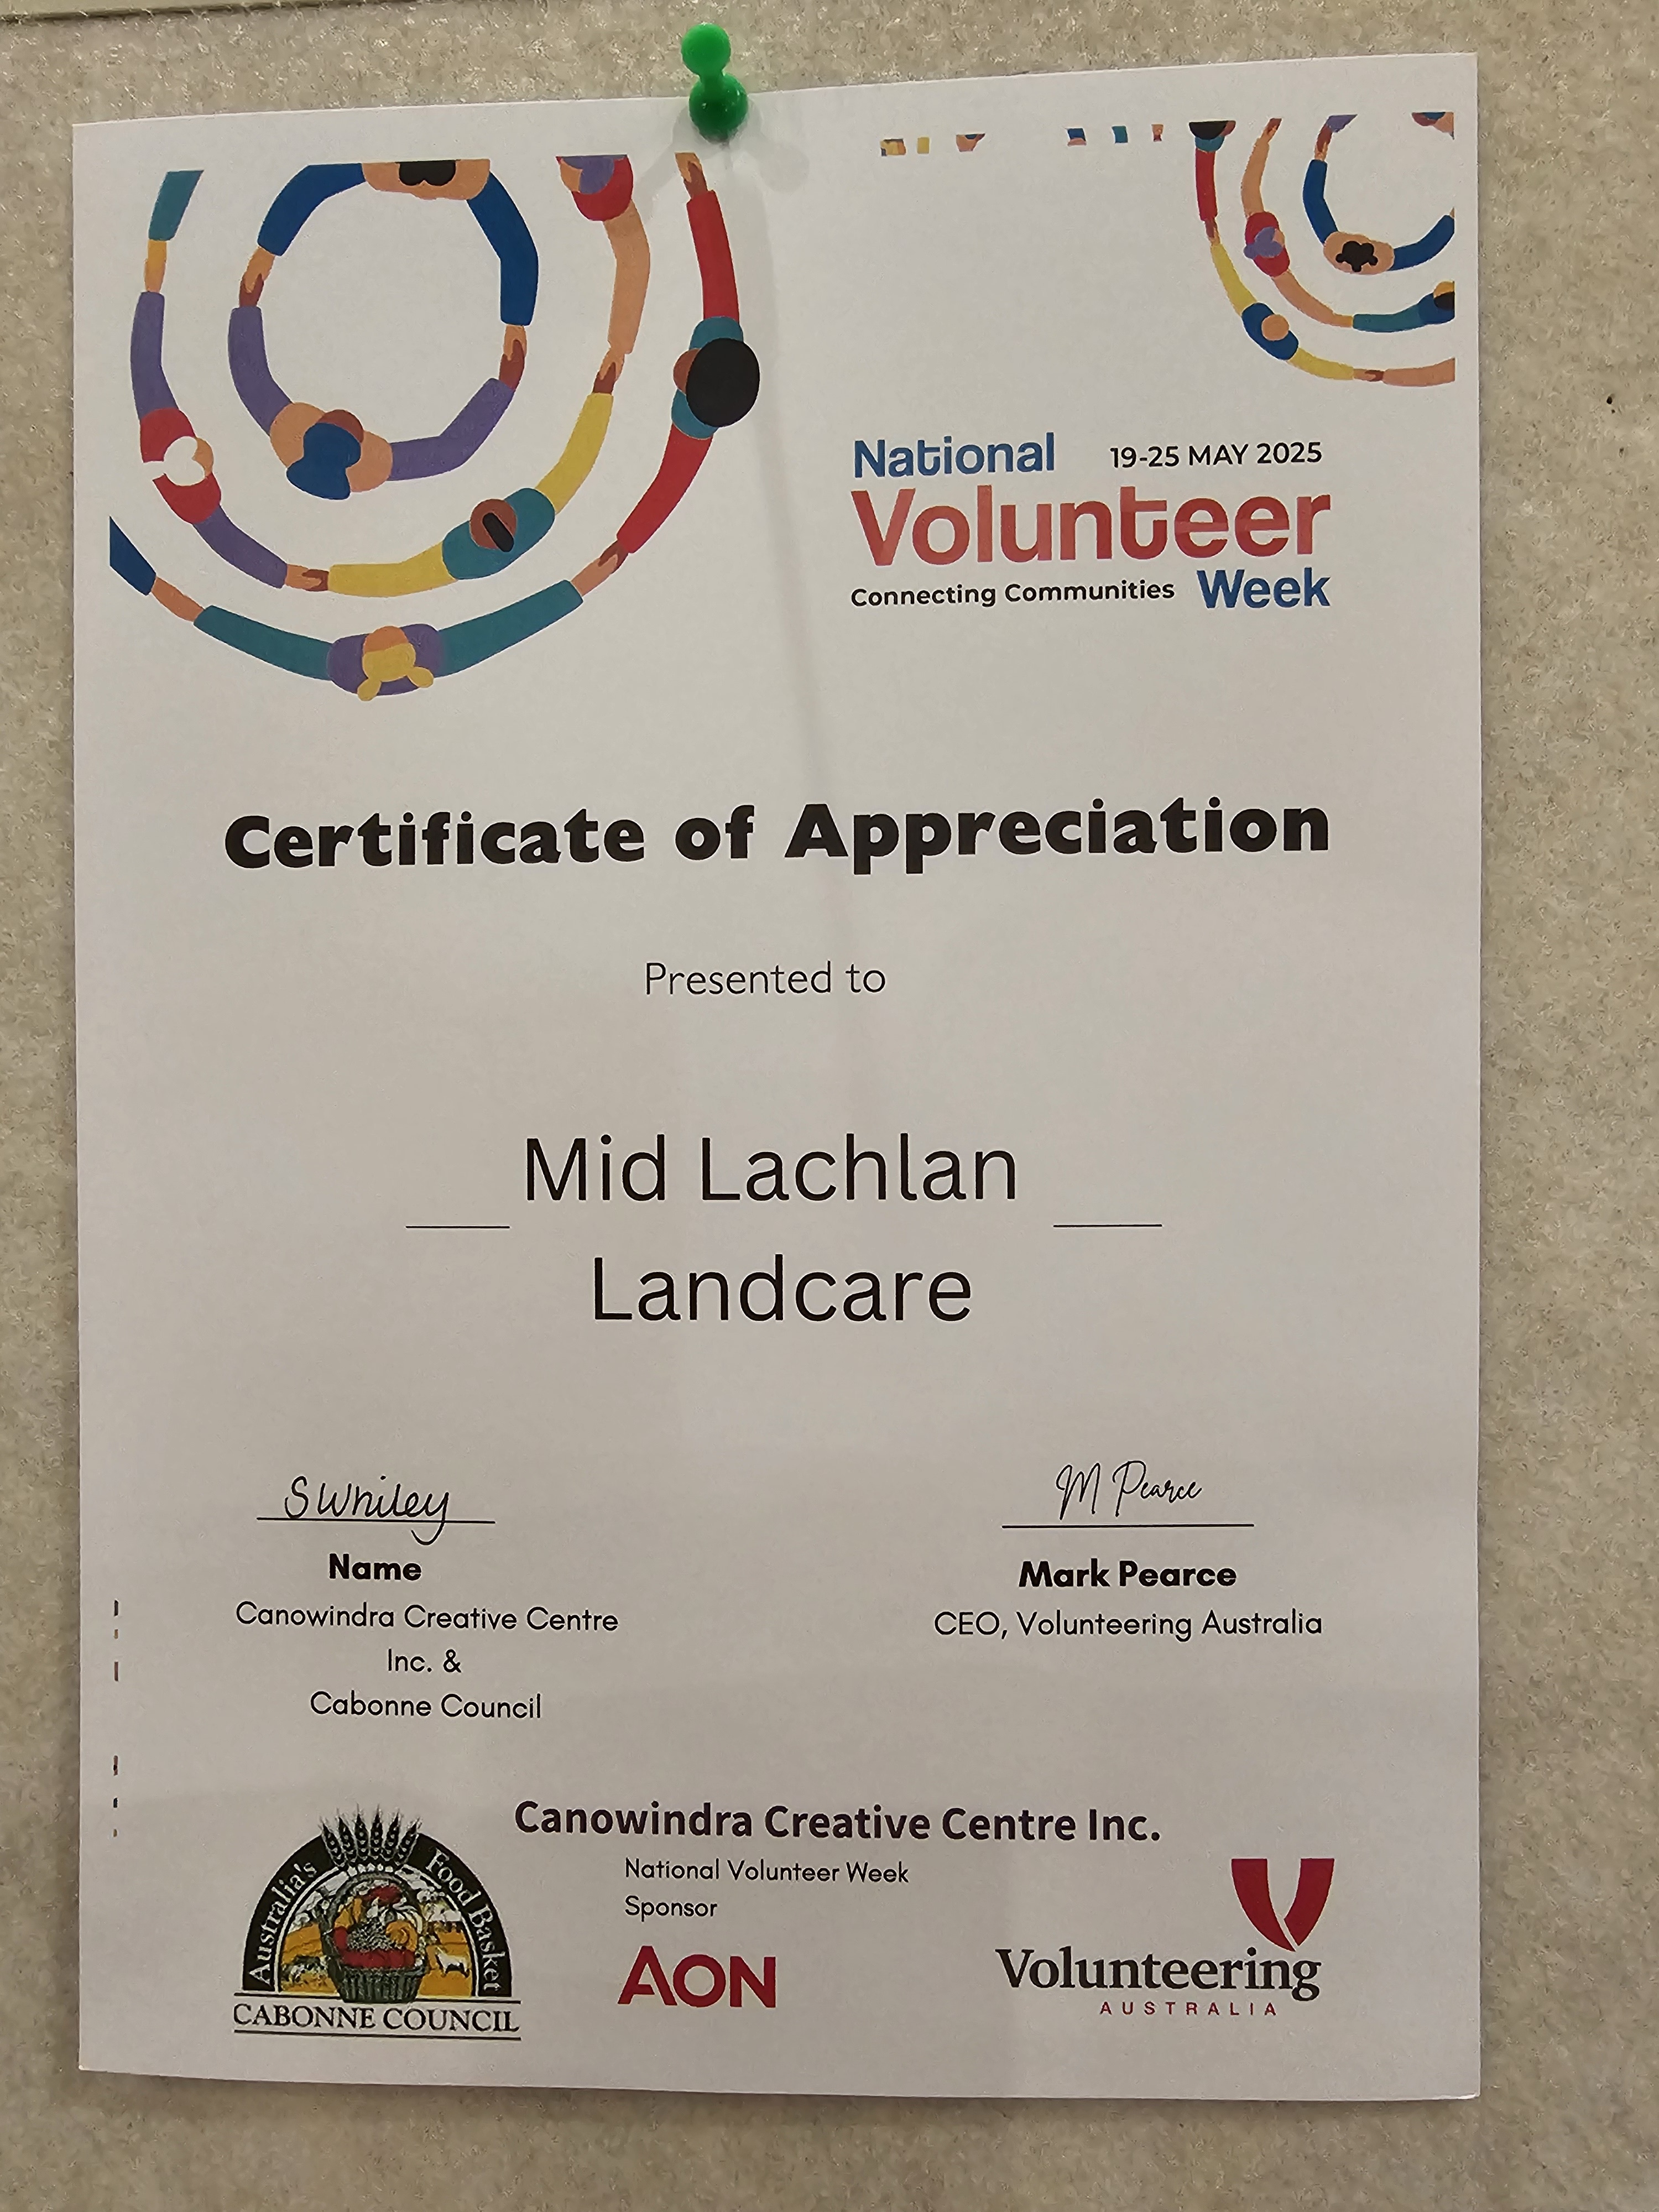 National 19-25 MAY 2025
Volunteer
Connecting Communities Week
Certificate of Appreciation
Presented to
Mid Lachlan
Landcare
S Whiley
Name
Canowindra Creative Centre
Inc. &
Cabonne Council
M Pearce
Mark Pearce
CEO, Volunteering Australia
Canowindra Creative Centre Inc.
National Volunteer Week
Sponsor
AON
Australia's Food Basket
CABONNE COUNCIL
Volunteering
AUSTRALIA